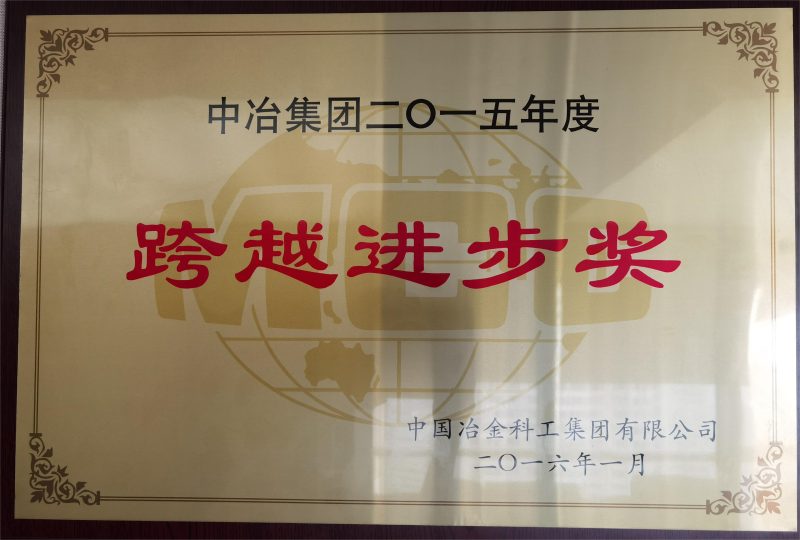 中冶集团二〇一五年度
MCC
跨越进步奖
中国冶金科工集团有限公司
二〇一六年一月